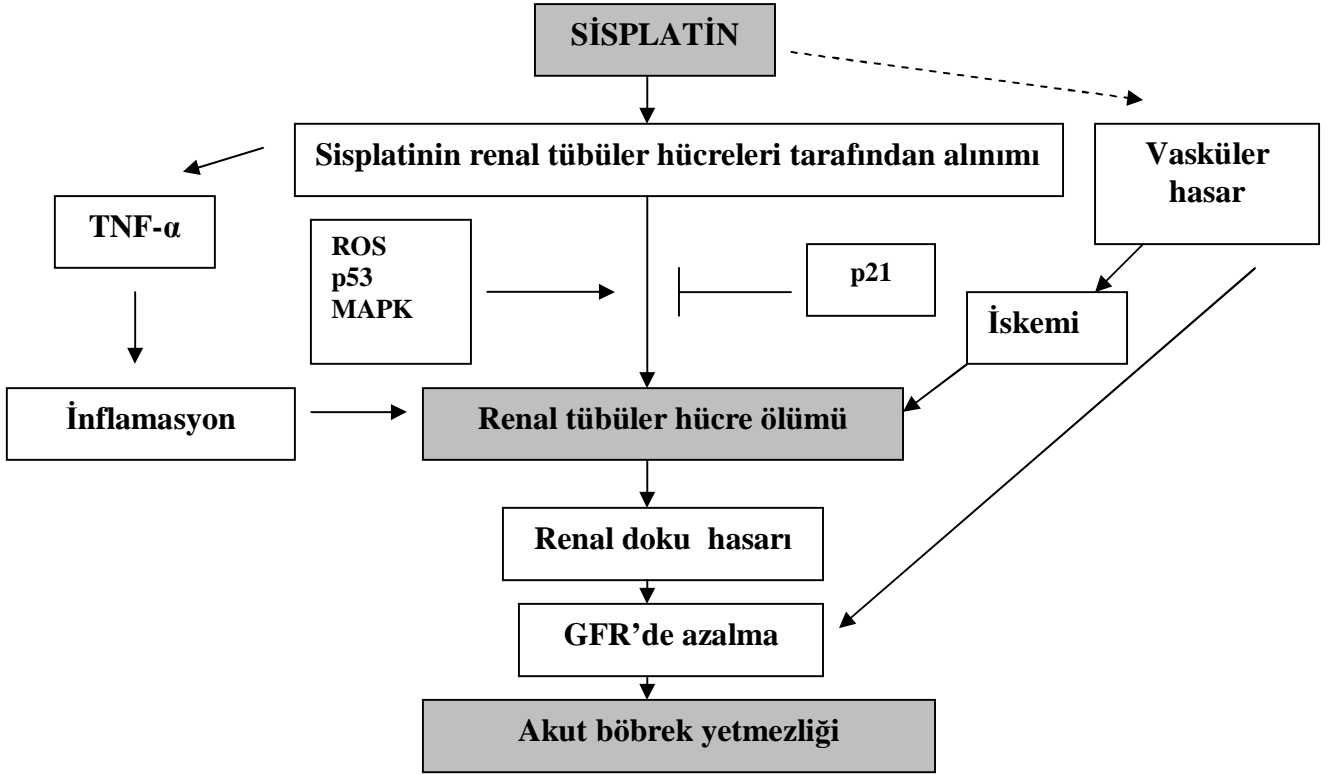 SİSPLATİN
Sisplatinin renal tübüler hücreleri tarafından alınımı
Vasküler
hasar
TNF-α
ROS
p53
MAPK
p21
İskemi
İnflamasyon
Renal tübüler hücre ölümü
Renal doku hasarı
GFR’de azalma
Akut böbrek yetmezliği